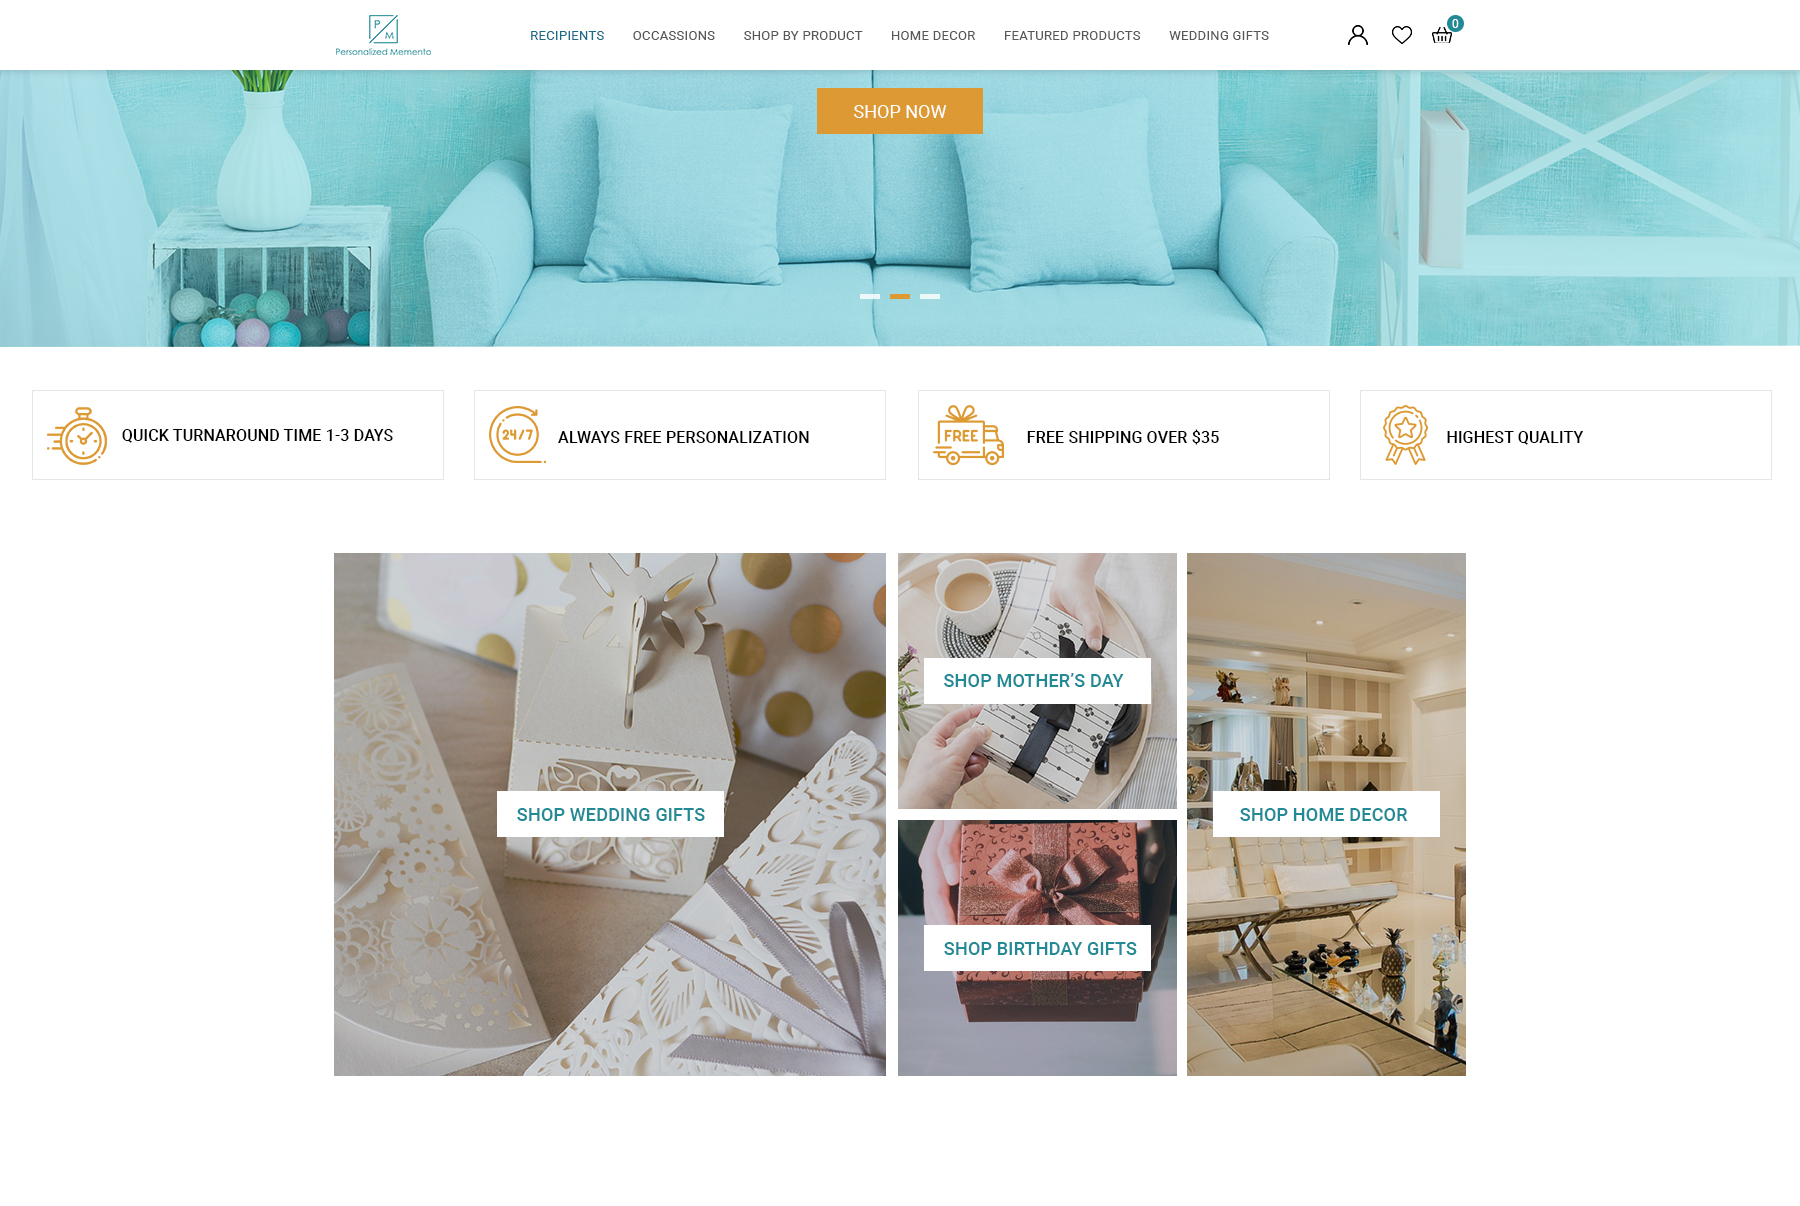 P
M
Personalized Memento
RECIPIENTS OCCASSIONS SHOP BY PRODUCT HOME DECOR FEATURED PRODUCTS WEDDING GIFTS
0
SHOP NOW
QUICK TURNAROUND TIME 1-3 DAYS
24/7
ALWAYS FREE PERSONALIZATION
FREE
FREE SHIPPING OVER $35
HIGHEST QUALITY
SHOP WEDDING GIFTS
SHOP MOTHER’S DAY
SHOP BIRTHDAY GIFTS
SHOP HOME DECOR